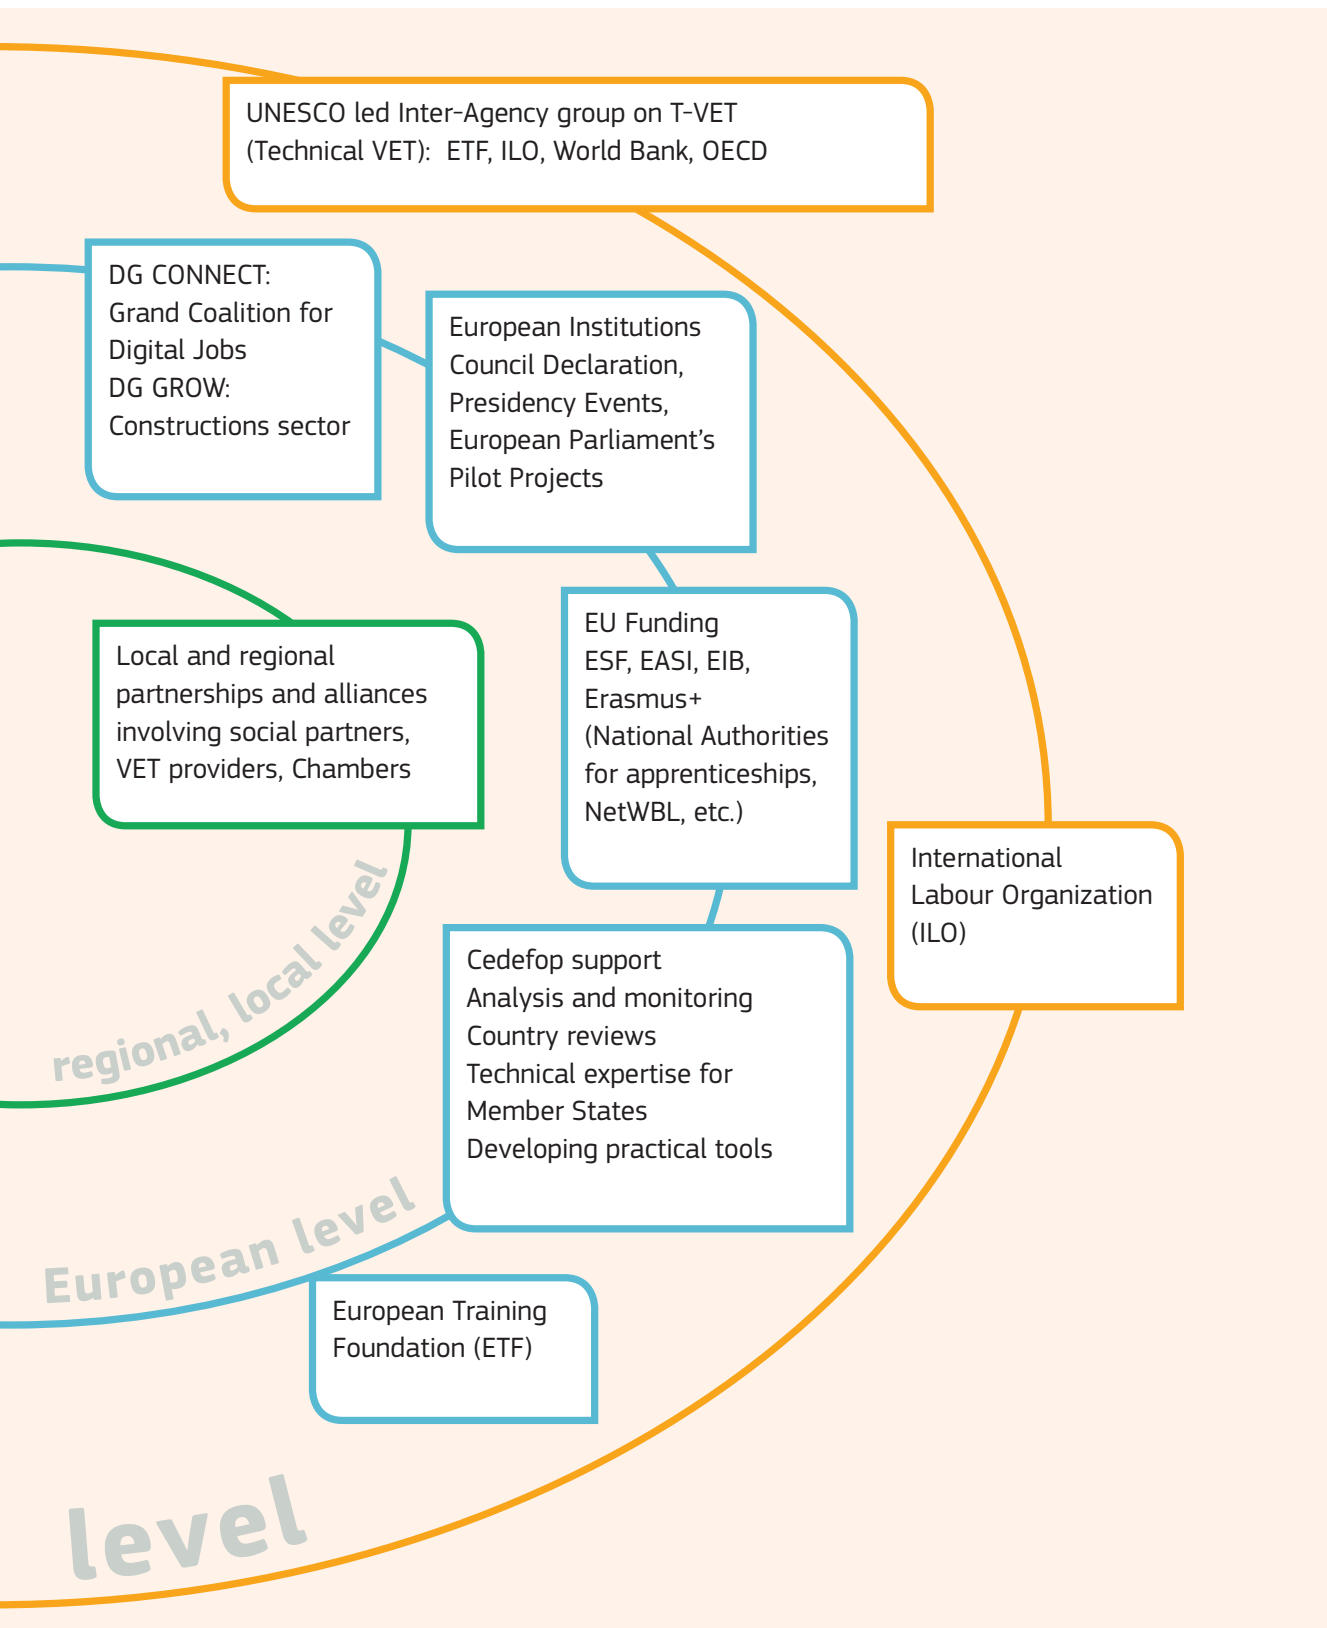 UNESCO led Inter-Agency group on T-VET
(Technical VET): ETF, ILO, World Bank, OECD
DG CONNECT:
Grand Coalition for
Digital Jobs
DG GROW:
Constructions sector
European Institutions
Council Declaration,
Presidency Events,
European Parliament's
Pilot Projects
EU Funding
ESF, EASI, EIB,
Erasmus+
(National Authorities
for apprenticeships,
NetWBL, etc.)
Local and regional
partnerships and alliances
involving social partners,
VET providers, Chambers
International
Labour Organization
(ILO)
regional, local level
Cedefop support
Analysis and monitoring
Country reviews
Technical expertise for
Member States
Developing practical tools
European level
European Training
Foundation (ETF)
level